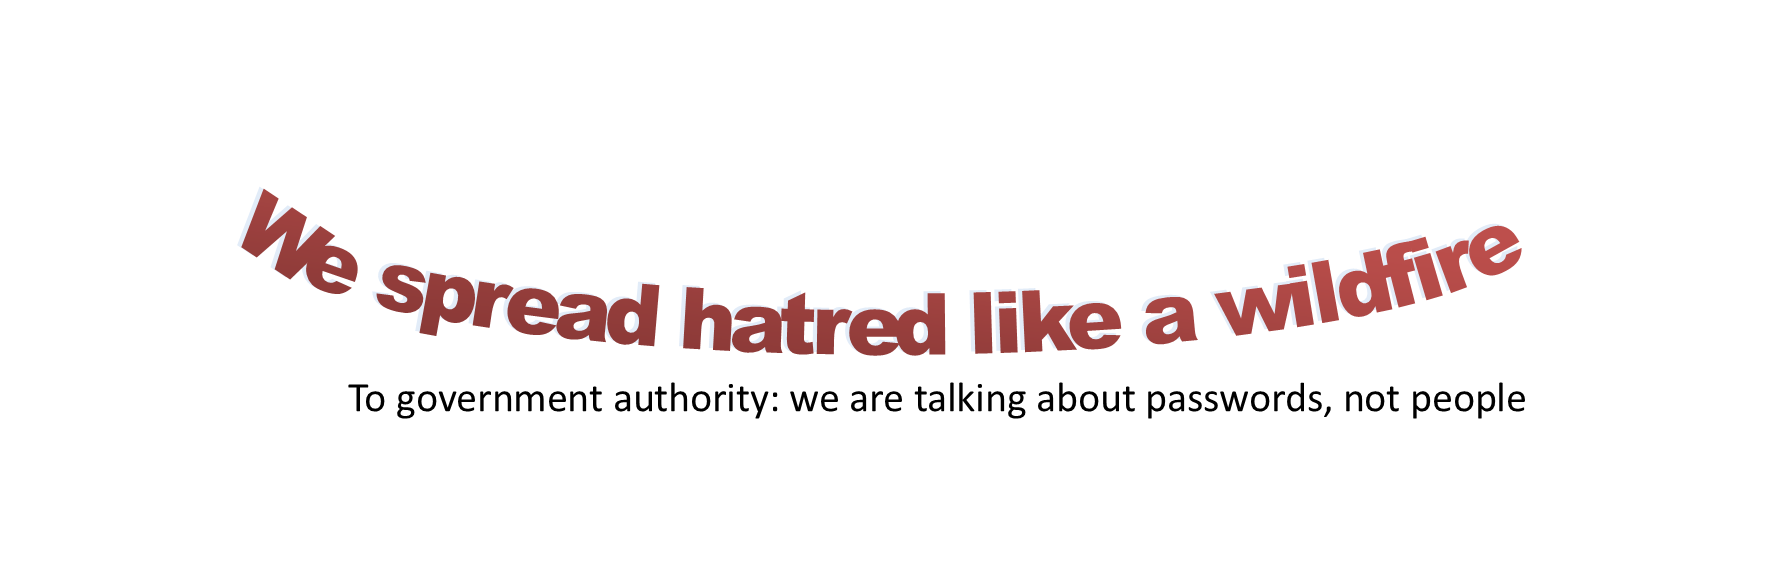 We spread hatred like a wildfire
To government authority: we are talking about passwords, not people